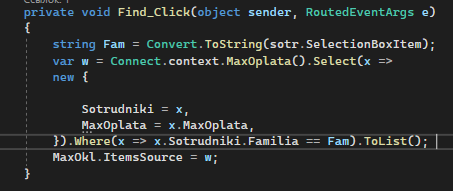 private void Find_Click(object sender, RoutedEventArgs e)
{
string Fam = Convert.ToString(sotr.SelectionBoxItem);
var w = Connect.context.MaxOplata().Select(x =>
new {
Sotrudniki = x,
MaxOplata = x.MaxOplata,
}).Where(x => x.Sotrudniki.Familia == Fam).ToList();
MaxOkl.ItemsSource = w;
}